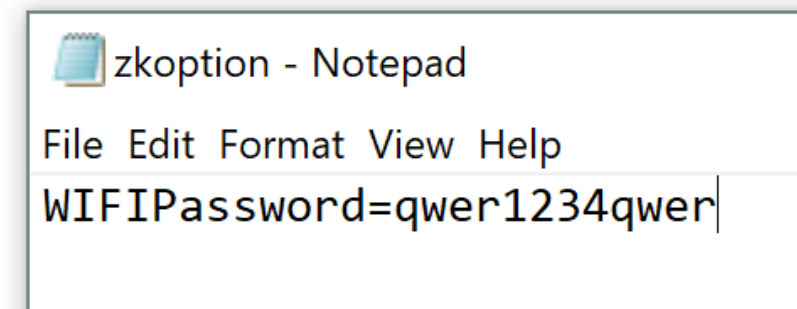 zkoption - Notepad
File Edit Format View Help
WIFIPassword=qwer1234qwer